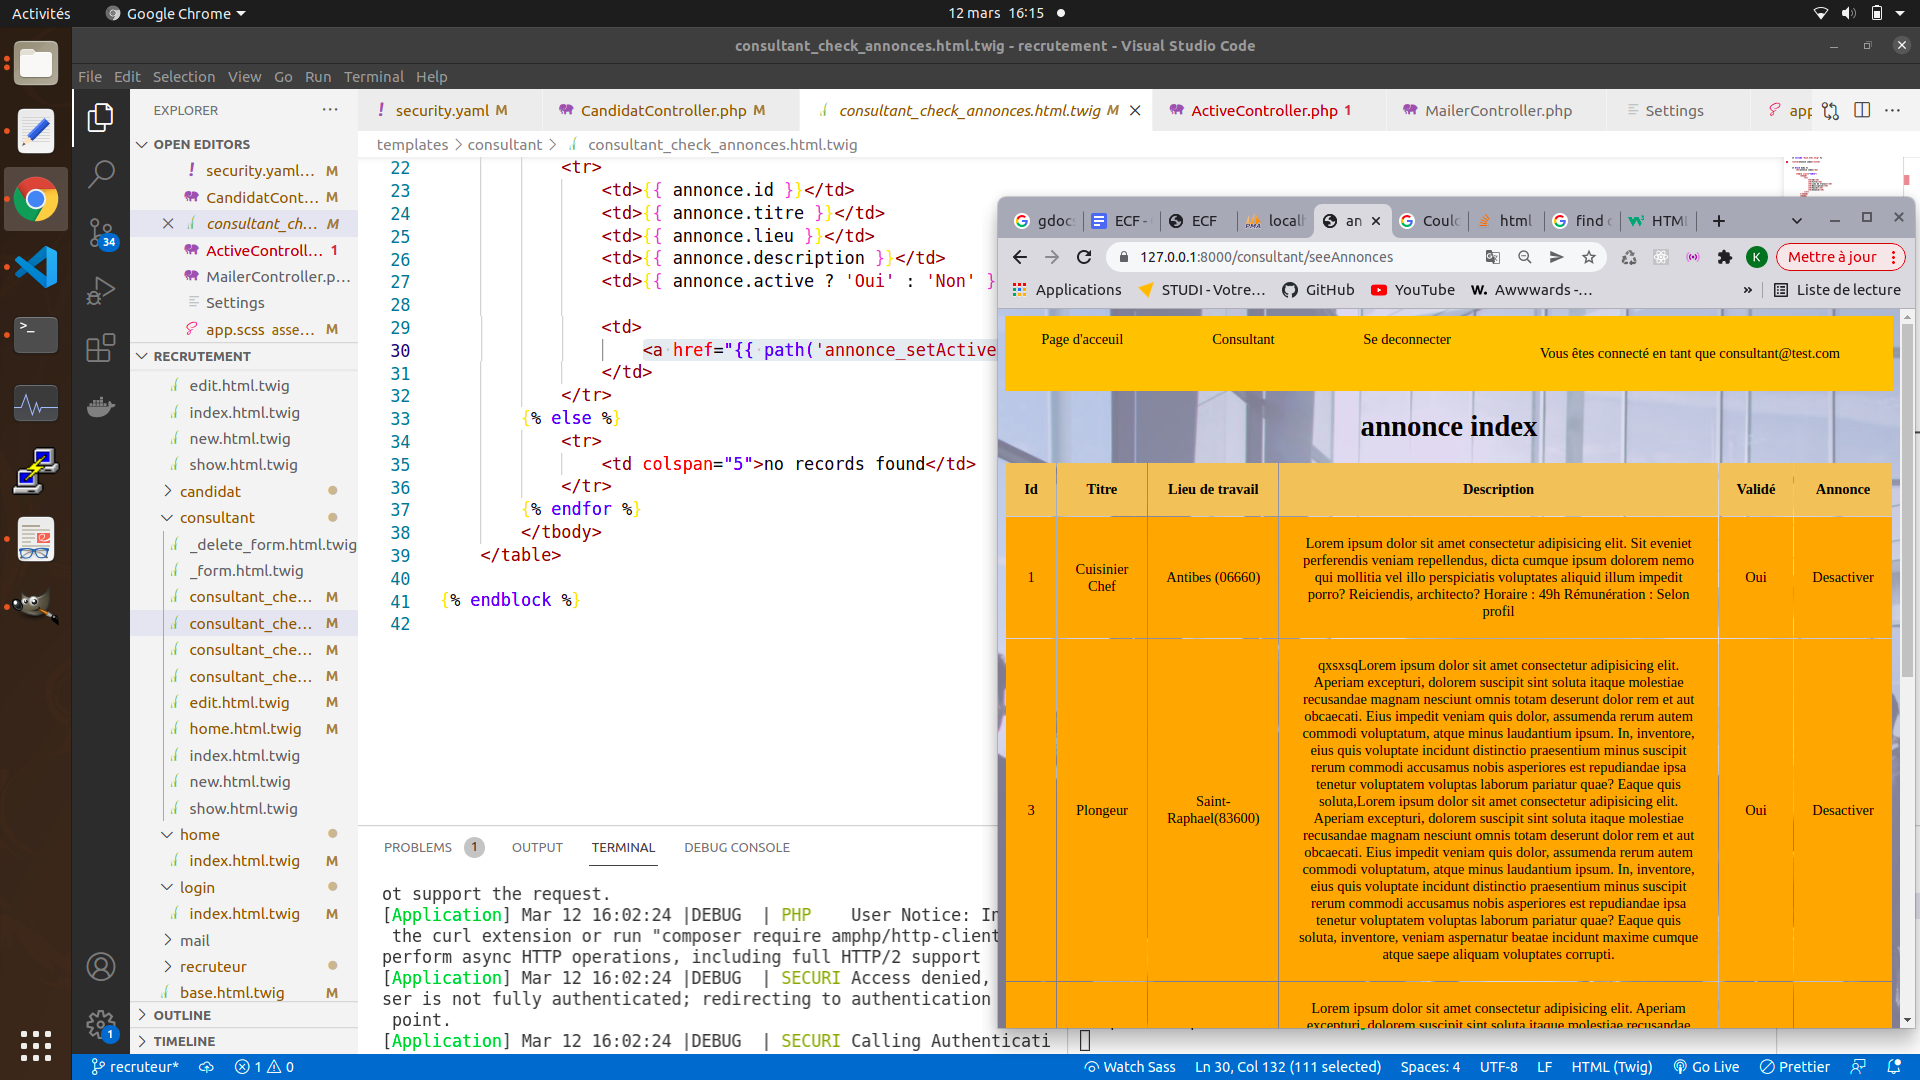 Activités
Google Chrome
12 mars 16:15
consultant_check_annonces.html.twig - recrutement - Visual Studio Code
File Edit Selection View Go Run Terminal Help
EXPLORER
OPEN EDITORS
security.yaml... M
CandidatCont... M
consultant_ch... M
ActiveControll... 1
MailerController.p...
Settings
app.scss asse... M
RECRUTEMENT
edit.html.twig
index.html.twig
new.html.twig
show.html.twig
candidat
consultant
_delete_form.html.twig
_form.html.twig
consultant_che... M
consultant_che... M
consultant_che... M
consultant_che... M
edit.html.twig M
home.html.twig M
index.html.twig
new.html.twig
show.html.twig
home
index.html.twig M
login
index.html.twig M
mail
recruteur
base.html.twig M
OUTLINE
TIMELINE
34
1
security.yaml M
CandidatController.php M
consultant_check_annonces.html.twig M
ActiveController.php 1
MailerController.php
Settings
app
templates > consultant > consultant_check_annonces.html.twig
22 <tr>
23 <td>{{ annonce.id }}</td>
24 <td>{{ annonce.titre }}</td>
25 <td>{{ annonce.lieu }}</td>
26 <td>{{ annonce.description }}</td>
27 <td>{{ annonce.active ? 'Oui' : 'Non' }
28
29 <td>
30 <a href="{{ path('annonce_setActive
31 </td>
32 </tr>
33 {% else %}
34 <tr>
35 <td colspan="5">no records found</td>
36 </tr>
37 {% endfor %}
38 </tbody>
39 </table>
40
41 {% endblock %}
42
PROBLEMS 1 OUTPUT TERMINAL DEBUG CONSOLE
ot support the request.
[Application] Mar 12 16:02:24 |DEBUG | PHP User Notice: In
the curl extension or run "composer require amphp/http-client
perform async HTTP operations, including full HTTP/2 support
[Application] Mar 12 16:02:24 |DEBUG | SECURI Access denied,
ser is not fully authenticated; redirecting to authentication
point.
[Application] Mar 12 16:02:24 |DEBUG | SECURI Calling Authenticati
gdoc
ECF -
ECF
PMA
localh
an
Coulo
html
find c
HTML
127.0.0.1:8000/consultant/seeAnnonces
K
Mettre à jour
Applications
STUDI - Votre...
GitHub
YouTube
W. Awwwards -...
»
Liste de lecture
Page d'acceuil
Consultant
Se deconnecter
Vous êtes connecté en tant que consultant@test.com
annonce index
Id Titre Lieu de travail Description Validé Annonce
1
Cuisinier
Chef
Antibes (06660)
Lorem ipsum dolor sit amet consectetur adipisicing elit. Sit eveniet
perferendis veniam repellendus, dicta cumque ipsum dolorem nemo
qui mollitia vel illo perspiciatis voluptates aliquid illum impedit
porro? Reiciendis, architecto? Horaire : 49h Rémunération : Selon
profil
Oui
Desactiver
3
Plongeur
Saint-
Raphael(83600)
qxsxsqLorem ipsum dolor sit amet consectetur adipisicing elit.
Aperiam excepturi, dolorem suscipit sint soluta itaque molestiae
recusandae magnam nesciunt omnis totam deserunt dolor rem et aut
obcaecati. Eius impedit veniam quis dolor, assumenda rerum autem
commodi voluptatum, atque minus laudantium ipsum. In, inventore,
eius quis voluptate incidunt distinctio praesentium minus suscipit
rerum commodi accusamus nobis asperiores est repudiandae ipsa
tenetur voluptatem voluptas laborum pariatur quae? Eaque quis
soluta,Lorem ipsum dolor sit amet consectetur adipisicing elit.
Aperiam excepturi, dolorem suscipit sint soluta itaque molestiae
recusandae magnam nesciunt omnis totam deserunt dolor rem et aut
obcaecati. Eius impedit veniam quis dolor, assumenda rerum autem
commodi voluptatum, atque minus laudantium ipsum. In, inventore,
eius quis voluptate incidunt distinctio praesentium minus suscipit
rerum commodi accusamus nobis asperiores est repudiandae ipsa
tenetur voluptatem voluptas laborum pariatur quae? Eaque quis
soluta, inventore, veniam aspernatur beatae incidunt maxime cumque
atque saepe aliquam voluptates corrupti.
Oui
Desactiver
Lorem ipsum dolor sit amet consectetur adipisicing elit. Aperiam
excepturi, dolorem suscipit sint soluta itaque molestiae recusandae
recruteur*
1 0
Watch Sass
Ln 30, Col 132 (111 selected)
Spaces: 4
UTF-8
LF
HTML (Twig)
Go Live
Prettier